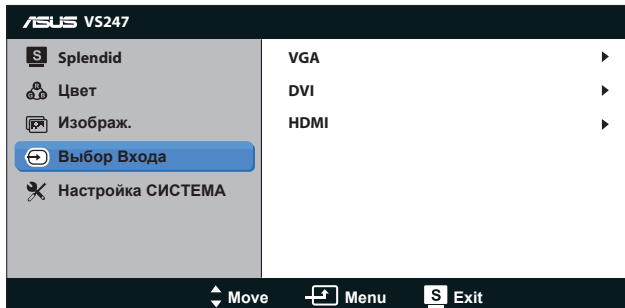 ASUS VS247
S Splendid
Цвет
Изображ.
Выбор Входа
Настройка СИСТЕМА
VGA
DVI
HDMI
Move Menu S Exit